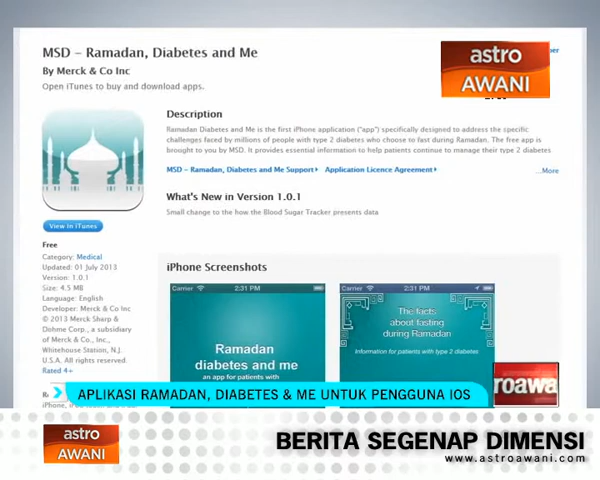 MSD – Ramadan, Diabetes and Me
By Merck & Co Inc
Open iTunes to buy and download apps.
astro
AWANI
Description
Ramadan Diabetes and Me is the first iPhone application ("app") specifically designed to address the specific
challenges faced by millions of people with type 2 diabetes who choose to fast during Ramadan. The free app is
brought to you by MSD. It provides essential information to help patients continue to manage their type 2 diabetes
MSD – Ramadan, Diabetes and Me Support
Application Licence Agreement
...More
What's New in Version 1.0.1
Small change to the how the Blood Sugar Tracker presents data
View In iTunes
Free
Category: Medical
Updated: 01 July 2013
Version: 1.0.1
Size: 4.5 MB
Language: English
Developer: Merck & Co Inc
© 2013 Merck Sharp &
Dohme Corp., a subsidiary
of Merck & Co., Inc.,
Whitehouse Station, N.J.
U.S.A. All rights reserved.
Rated 4+
iPhone Screenshots
Carrier 2:31 PM
Ramadan
diabetes and me
an app for patients with
Carrier 2:31 PM
The facts
about fasting
during Ramadan
Information for patients with type 2 diabetes
roawa
APLIKASI RAMADAN, DIABETES & ME UNTUK PENGGUNA IOS
astro
AWANI
BERITA SEGENAP DIMENSI
www.astroawani.com